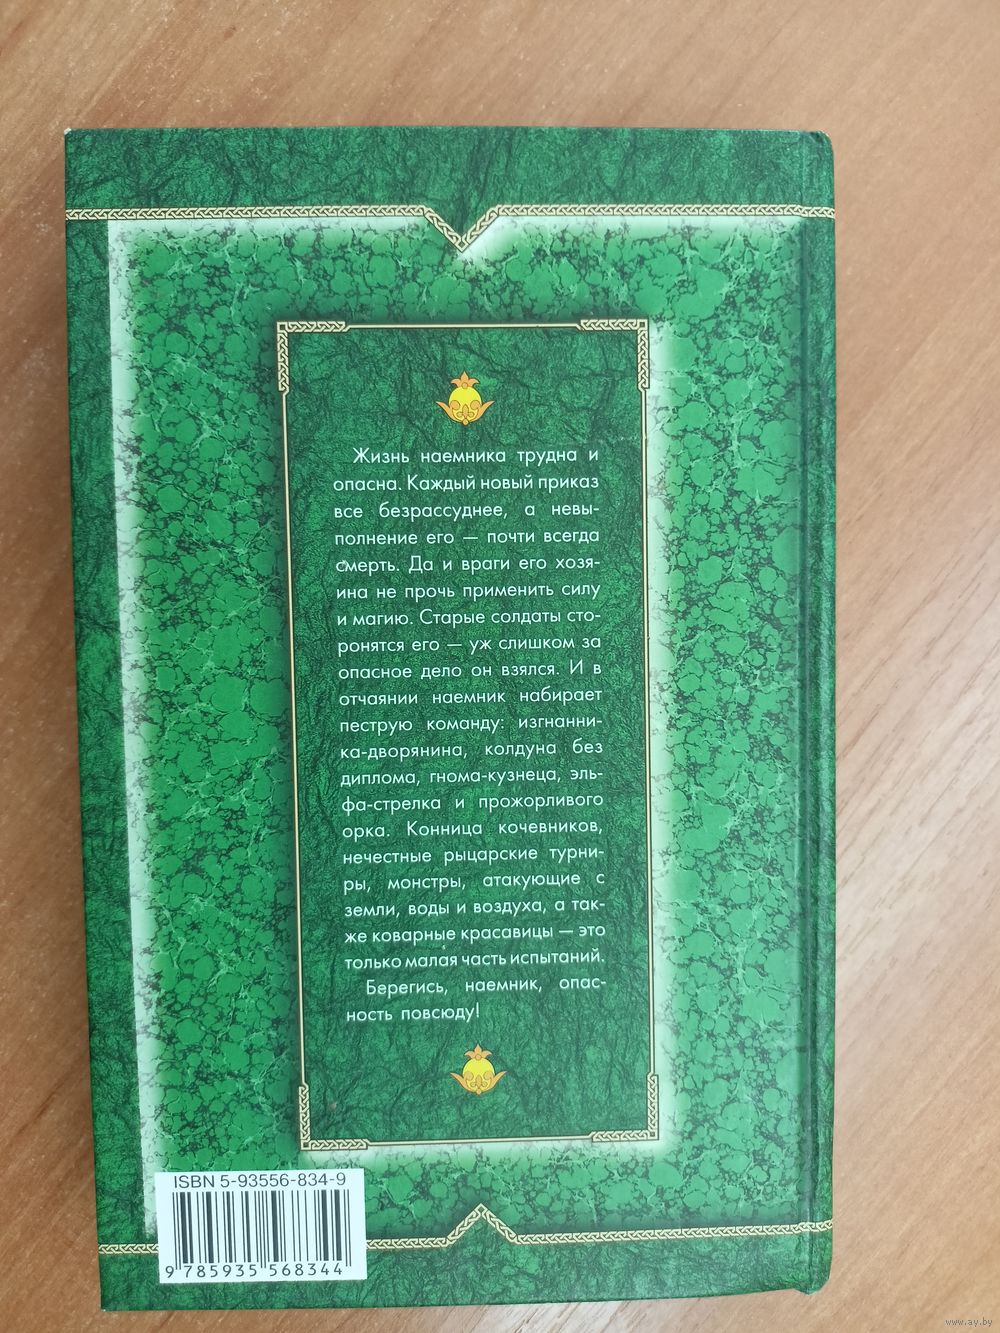 Жизнь наемника трудна и
опасна. Каждый новый приказ
все безрассуднее, а невы-
полнение его — почти всегда
смерть. Да и враги его хозя-
ина не прочь применить силу
и магию. Старые солдаты сто-
ронятся его — уж слишком за
опасное дело он взялся. И в
отчаянии наемник набирает
пеструю команду: изгнанни-
ка-дворянина, колдуна без
диплома, гнома-кузнеца, эль-
фа-стрелка и прожорливого
орка. Конница кочевников,
нечестные рыцарские турни-
ры, монстры, атакующие с
земли, воды и воздуха, а так-
же коварные красавицы — это
только малая часть испытаний.
Берегись, наемник, опас-
ность повсюду!
ISBN 5-93556-834-9
9 785935 568344
www.ay.by